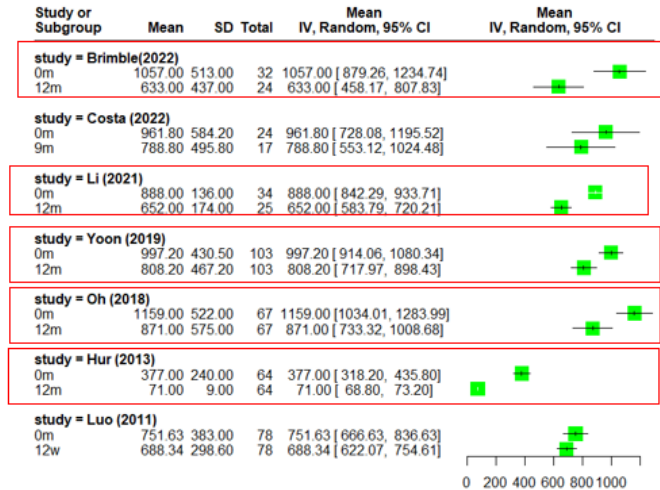 Study or Mean
Subgroup Mean SD Total IV, Random, 95% CI IV, Random, 95% CI
study = Brimble(2022)
0m 1057.00 513.00 32 1057.00 [ 879.26, 1234.74]
12m 633.00 437.00 24 633.00 [ 458.17, 807.83]
study = Costa (2022)
0m 961.80 584.20 24 961.80 [ 728.08, 1195.52]
9m 788.80 495.80 17 788.80 [ 553.12, 1024.48]
study = Li (2021)
0m 888.00 136.00 34 888.00 [ 842.29, 933.71]
12m 652.00 174.00 25 652.00 [ 583.79, 720.21]
study = Yoon (2019)
0m 997.20 430.50 103 997.20 [ 914.06, 1080.34]
12m 808.20 467.20 103 808.20 [ 717.97, 898.43]
study = Oh (2018)
0m 1159.00 522.00 67 1159.00 [1034.01, 1283.99]
12m 871.00 575.00 67 871.00 [ 733.32, 1008.68]
study = Hur (2013)
0m 377.00 240.00 64 377.00 [ 318.20, 435.80]
12m 71.00 9.00 64 71.00 [ 68.80, 73.20]
study = Luo (2011)
0m 751.63 383.00 78 751.63 [ 666.63, 836.63]
12w 688.34 298.60 78 688.34 [ 622.07, 754.61]
0 200 400 600 800 1000